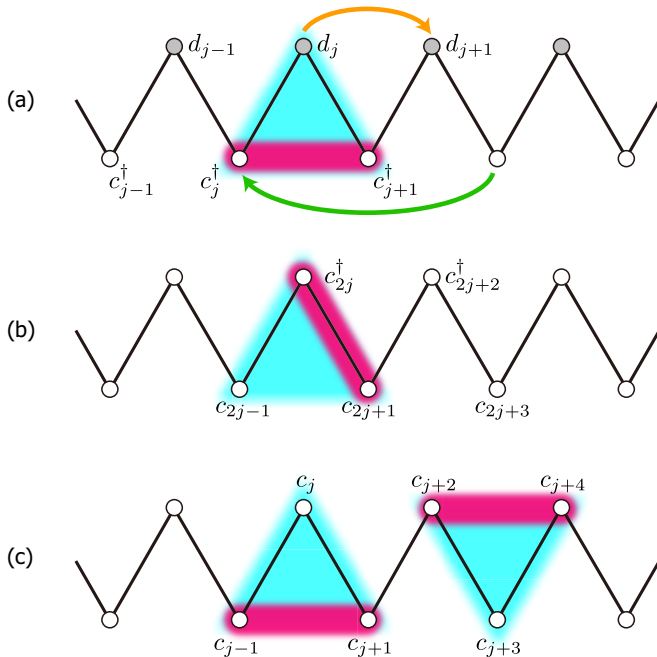 d_{j-1} d_j d_{j+1}
(a)
c^†_{j-1} c^†_j c^†_{j+1}
c^†_{2j} c^†_{2j+2}
(b)
c_{2j-1} c_{2j+1} c_{2j+3}
c_j c_{j+2} c_{j+4}
(c)
c_{j-1} c_{j+1} c_{j+3}